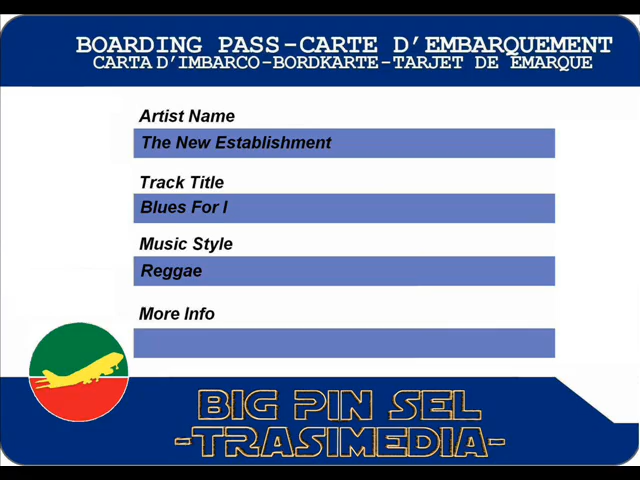 BOARDING PASS-CARTE D'EMBARQUEMENT
CARTA D'IMBARCO-BORDKARTE-TARJET DE EMARQUE
Artist Name
The New Establishment
Track Title
Blues For I
Music Style
Reggae
More Info
BIG PIN SEL
-TRASIMEDIA-